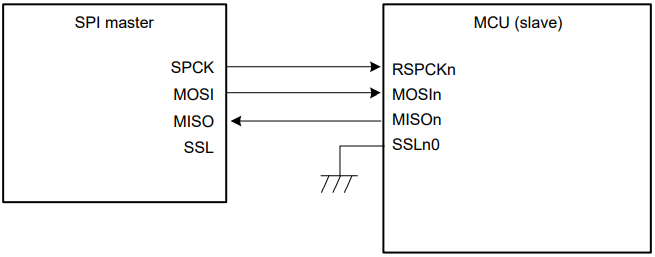 SPI master
SPCK
MOSI
MISO
SSL
MCU (slave)
RSPCKn
MOSIn
MISOn
SSLn0